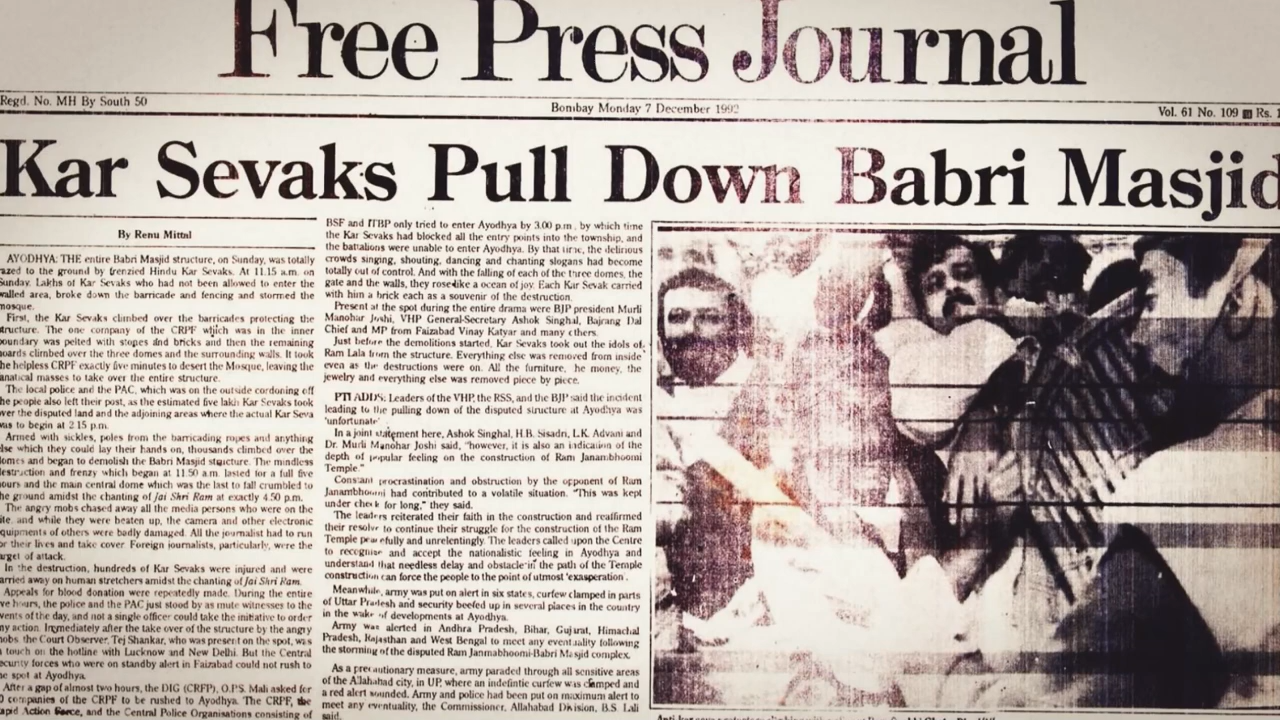 Free Press Journal
Regd. No. MH By South 50
Bombay Monday 7 December 1992
Vol. 61 No. 109 Rs. 1
Kar Sevaks Pull Down Babri Masjid
By Renu Mittal
AYODHYA: THE entire Babri Masjid structure, on Sunday, was totally
azed to the ground by frenzied Hindu Kar Sevaks. At 11.15 a.m. on
Sunday. Lakhs of Kar Sevaks who had not been allowed to enter the
walled area, broke down the barricade and fencing and stormed the
mosque.
First, the Kar Sevaks climbed over the barricades protecting the
structure. The one company of the CRPF which was in the inner
boundary was pelted with stones and bricks and then the remaining
oards climbed over the three domes and the surrounding walls. It took
he helpless CRPF exactly five minutes to desert the Mosque, leaving the
anatical masses to take over the entire structure.
The local police and the PAC, which was on the outside cordoning off
he people also left their post, as the estimated five lakh Kar Sevaks took
over the disputed land and the adjoining areas where the actual Kar Seva
was to begin at 2.15 p.m.
Armed with sickles, poles from the barricading ropes and anything
lse which they could lay their hands on, thousands climbed over the
omes and began to demolish the Babri Masjid structure. The mindless
estruction and frenzy which began at 11.50 a.m. lasted for a full five
ours and the main central dome which was the last to fall crumbled to
he ground amidst the chanting of Jai Shri Ram at exactly 4.50 p.m.
The angry mobs chased away all the media persons who were on the
ite, and while they were beaten up, the camera and other electronic
quipments of others were badly damaged. All the journalist had to run
or their lives and take cover. Foreign journalists, particularly, were the
arget of attack.
In the destruction, hundreds of Kar Sevaks were injured and were
arried away on human stretchers amidst the chanting of Jai Shri Ram.
Appeals for blood donation were repeatedly made. During the entire
ve hours, the police and the PAC just stood by as mute witnesses to the
vents of the day, and not a single officer could take the initiative to order
ny action. Immediately after the take over of the structure by the angry
nobs, the Court Observer, Tej Shankar, who was present on the spot, was
n touch on the hotline with Lucknow and New Delhi. But the Central
ecurity forces who were on standby alert in Faizabad could not rush to
he spot at Ayodhya.
After a gap of almost two hours, the DIG (CRFP), O.P.S. Mali asked for
0 companies of the CRPF to be rushed to Ayodhya. The CRPF, the
apid Action Force, and the Central Police Organisations consisting of
BSF and ITBP only tried to enter Ayodhya by 3.00 p.m., by which time
the Kar Sevaks had blocked all the entry points into the township, and
the battalions were unable to enter Ayodhya. By that time, the delirious
crowds singing, shouting, dancing and chanting slogans had become
totally out of control. And with the falling of each of the three domes, the
gate and the walls, they rose like a ocean of joy. Each Kar Sevak carried
with him a brick each as a souvenir of the destruction.
Present at the spot during the entire drama were BJP president Murli
Manohar Joshi, VHP General-Secretary Ashok Singhal, Bajrang Dal
Chief and MP from Faizabad Vinay Katyar and many others.
Just before the demolitions started, Kar Sevaks took out the idols of
Ram Lala from the structure. Everything else was removed from inside
even as the destructions were on. All the furniture, he money, the
jewelry and everything else was removed piece by piece.
PTI ADDS: Leaders of the VHP, the RSS, and the BJP said the incident
leading to the pulling down of the disputed structure at Ayodhya was
'unfortunate'
In a joint statement here, Ashok Singhal, H.B. Sisadri, L.K. Advani and
Dr. Murli Manohar Joshi said, "however, it is also an indication of the
depth of popular feeling on the construction of Ram Janambhoomi
Temple."
Constant procrastination and obstruction by the opponent of Ram
Janambhoomi had contributed to a volatile situation. "This was kept
under check for long," they said.
The leaders reiterated their faith in the construction and reaffirmed
their resolve to continue their struggle for the construction of the Ram
Temple peacefully and unrelentingly. The leaders called upon the Centre
to recognise and accept the nationalistic feeling in Ayodhya and
understand that needless delay and obstacle in the path of the Temple
construction can force the people to the point of utmost 'exasperation'.
Meanwhile, army was put on alert in six states, curfew clamped in parts
of Uttar Pradesh and security beefed up in several places in the country
in the wake of developments at Ayodhya.
Army was alerted in Andhra Pradesh, Bihar, Gujurat, Himachal
Pradesh, Rajasthan and West Bengal to meet any eventuality following
the storming of the disputed Ram Janmabhoomi-Babri Masjid complex.
As a precautionary measure, army paraded through all sensitive areas
of the Allahabad city, in UP, where an indefintie curfew was clamped and
a red alert sounded. Army and police had been put on maximum alert to
meet any eventuality, the Commissioner, Allahabad Division, B.S. Lali
said.